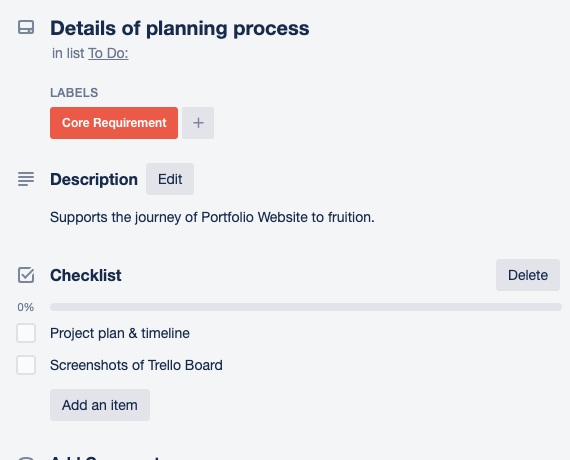 Details of planning process
in list To Do:
LABELS
Core Requirement +
Description Edit
Supports the journey of Portfolio Website to fruition.
Checklist Delete
0%
Project plan & timeline
Screenshots of Trello Board
Add an item